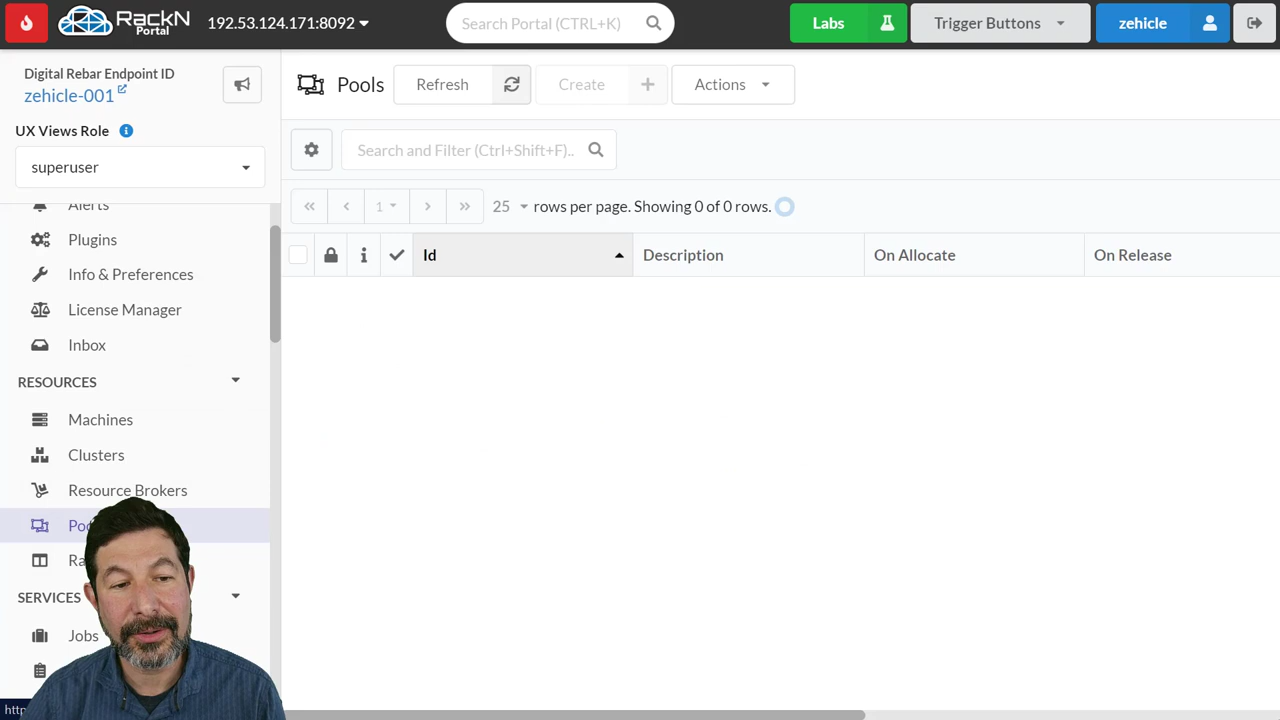 RackN
Portal
192.53.124.171:8092
Search Portal (CTRL+K)
Labs
Trigger Buttons
zehicle
Digital Rebar Endpoint ID
zehicle-001
UX Views Role
superuser
Alerts
Plugins
Info & Preferences
License Manager
Inbox
RESOURCES
Machines
Clusters
Resource Brokers
SERVICES
Jobs
Pools
Refresh
Create
Actions
Search and Filter (Ctrl+Shift+F)..
1
25 rows per page. Showing 0 of 0 rows.
Id
Description
On Allocate
On Release